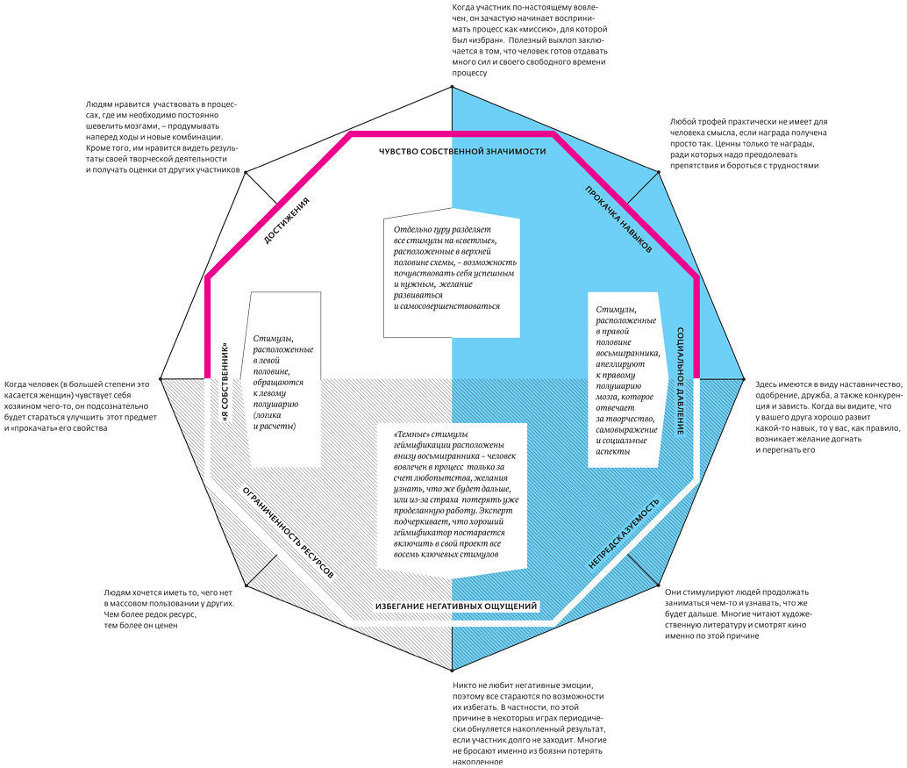 Когда участник по-настоящему вовле-
чен, он зачастую начинает восприни-
мать процесс как «миссию», для которой
был «избран». Полезный выхлоп заклю-
чается в том, что человек готов отдавать
много сил и своего свободного времени
процессу
Людям нравится участвовать в процес-
сах, где им необходимо постоянно
шевелить мозгами, – продумывать
наперед ходы и новые комбинации.
Кроме того, им нравится видеть резуль-
таты своей творческой деятельности
и получать оценки от других участников
Любой трофей практически не имеет для
человека смысла, если награда получена
просто так. Ценны только те награды,
ради которых надо преодолевать
препятствия и бороться с трудностями
ЧУВСТВО СОБСТВЕННОЙ ЗНАЧИМОСТИ
ДОСТИЖЕНИЯ
ПРОКАЧКА НАВЫКОВ
Отдельно гуру разделяет
все стимулы на «светлые»,
расположенные в верхней
половине схемы, – возможность
почувствовать себя успешным
и нужным, желание
развиваться
и самосовершенствоваться
«Я СОБСТВЕННИК»
Стимулы,
расположенные
в левой
половине,
обращаются
к левому
полушарию
(логика
и расчеты)
Стимулы,
расположенные
в правой
половине
восьмигранника,
апеллируют
к правому
полушарию
мозга, которое
отвечает
за творчество,
самовыражение
и социальные
аспекты
СОЦИАЛЬНОЕ ДАВЛЕНИЕ
Когда человек (в большей степени это
касается женщин) чувствует себя
хозяином чего-то, он подсознательно
будет стараться улучшить этот предмет
и «прокачать» его свойства
Здесь имеются в виду наставничество,
одобрение, дружба, а также конкурен-
ция и зависть. Когда вы видите, что
у вашего друга хорошо развит
какой-то навык, то у вас, как правило,
возникает желание догнать
и перегнать его
«Темные» стимулы
геймификации расположены
внизу восьмигранника – человек
вовлечен в процесс только за
счет любопытства, желания
узнать, что же будет дальше,
или из-за страха потерять уже
проделанную работу. Эксперт
подчеркивает, что хороший
геймификатор постарается
включить в свой проект все
восемь ключевых стимулов
ОГРАНИЧЕННОСТЬ РЕСУРСОВ
НЕПРЕДСКАЗУЕМОСТЬ
ИЗБЕГАНИЕ НЕГАТИВНЫХ ОЩУЩЕНИЙ
Людям хочется иметь то, чего нет
в массовом пользовании у других.
Чем более редок ресурс,
тем более он ценен
Они стимулируют людей продолжать
заниматься чем-то и узнавать, что же
будет дальше. Многие читают художе-
ственную литературу и смотрят кино
именно по этой причине
Никто не любит негативные эмоции,
поэтому все стараются по возможности
их избегать. В частности, по этой
причине в некоторых играх периодиче-
ски обнуляется накопленный результат,
если участник долго не заходит. Многие
не бросают именно из боязни потерять
накопленное